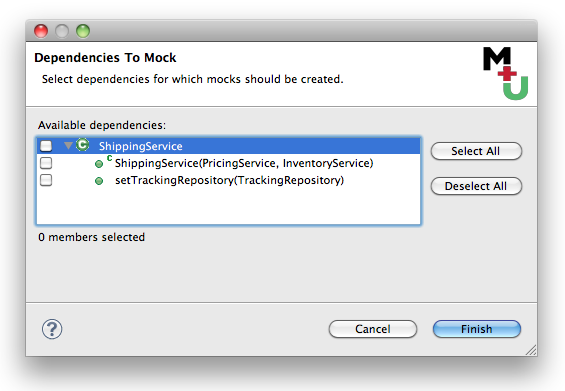 Dependencies To Mock
Select dependencies for which mocks should be created.
M
+
U
Available dependencies:
C ShippingService
C ShippingService(PricingService, InventoryService)
setTrackingRepository(TrackingRepository)
Select All
Deselect All
0 members selected
?
Cancel
Finish